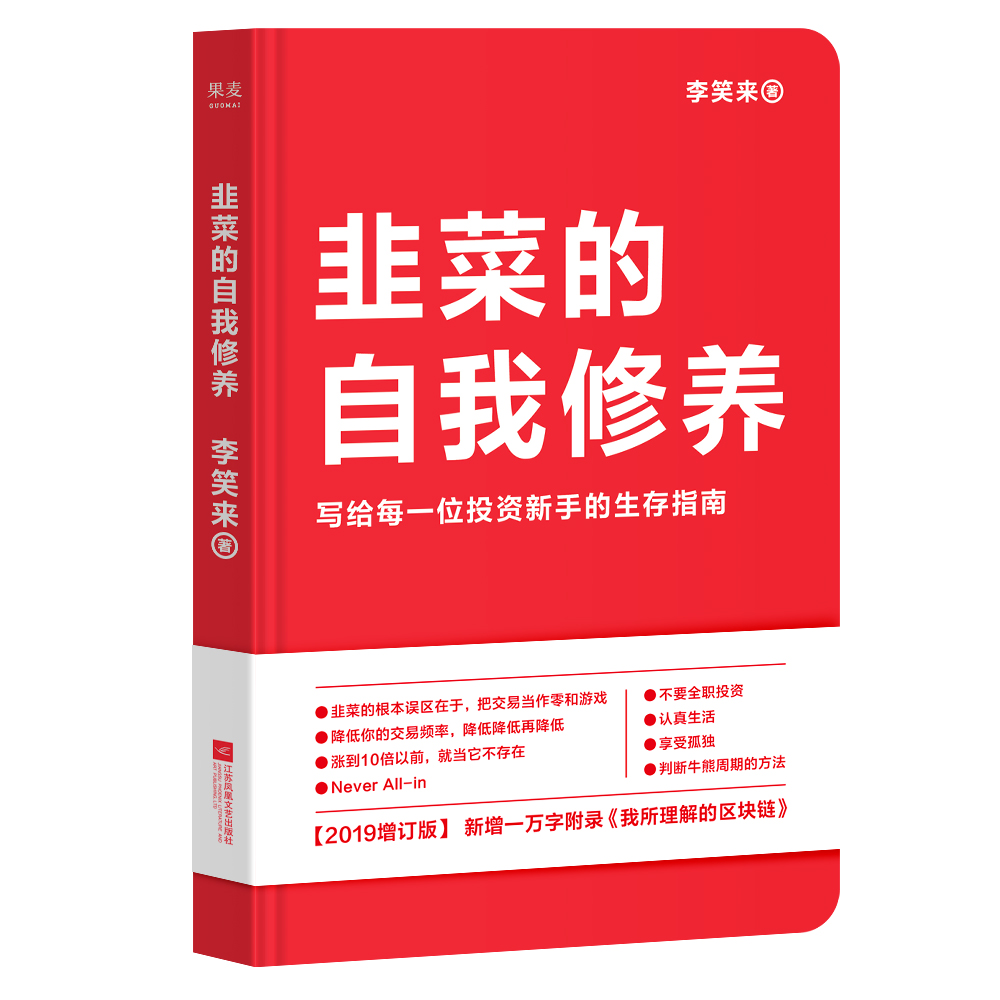 果麦
GUOMAI
韭菜的自我修养
李笑来 著
江苏凤凰文艺出版社
JIANGSU PHOENIX LITERATURE AND
ART PUBLISHING LTD
李笑来 著
韭菜的
自我修养
写给每一位投资新手的生存指南
●韭菜的根本误区在于，把交易当作零和游戏
●降低你的交易频率，降低降低再降低
●涨到10倍以前，就当它不存在
●Never All-in
●不要全职投资
●认真生活
●享受孤独
●判断牛熊周期的方法
【2019增订版】 新增一万字附录《我所理解的区块链》